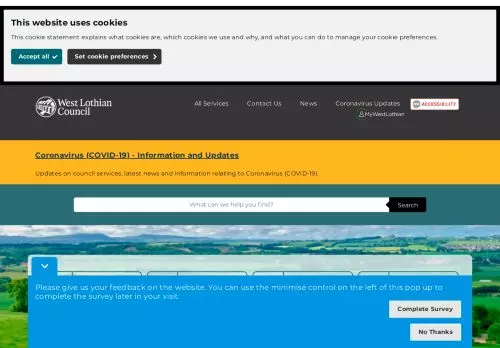 This website uses cookies
This cookie statement explains what cookies are, which cookies we use and why, and what you can do to manage your cookie preferences.
Accept all
Set cookie preferences
West Lothian
Council
All Services
Contact Us
News
Coronavirus Updates
ACCESSIBILITY
MyWestLothian
Coronavirus (COVID-19) - Information and Updates
Updates on council services, latest news and information relating to Coronavirus (COVID-19).
What can we help you find?
Search
Please give us your feedback on the website. You can use the minimise control on the left of this pop up to
complete the survey later in your visit.
Complete Survey
No Thanks